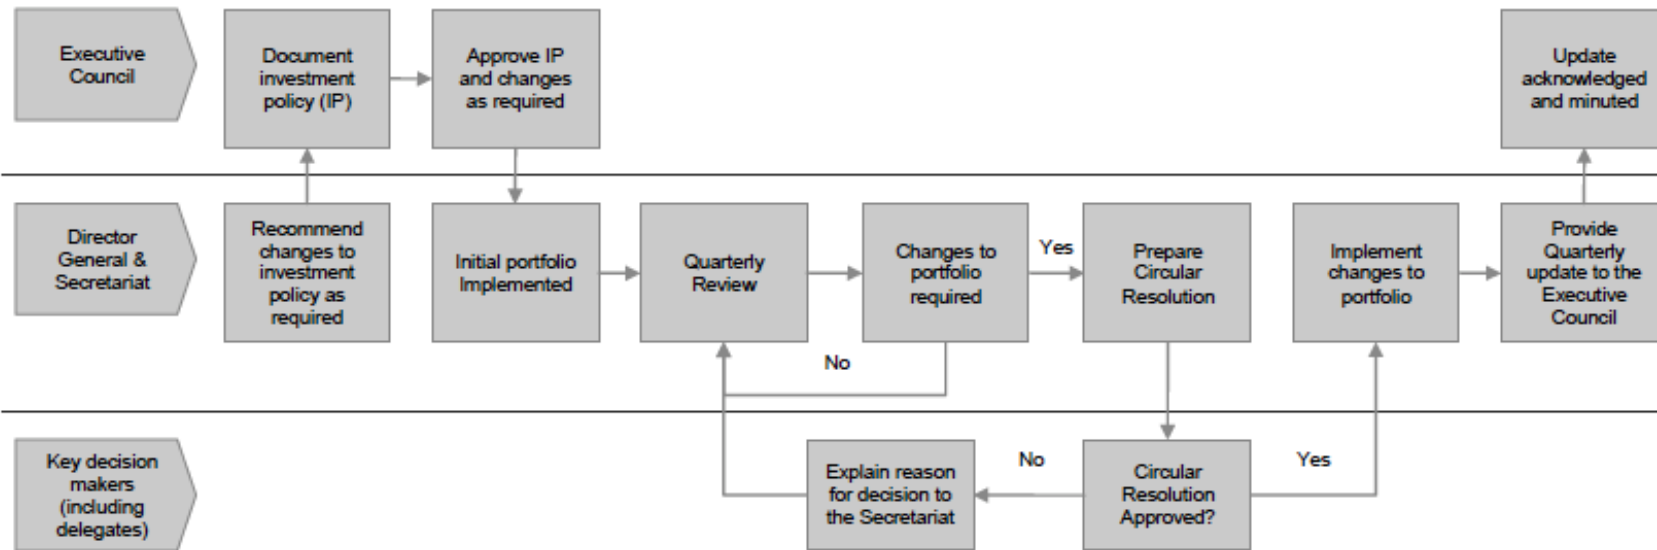 Executive
Council
Document
investment
policy (IP)
Approve IP
and changes
as required
Update
acknowledged
and minuted
Director
General &
Secretariat
Recommend
changes to
investment
policy as
required
Initial portfolio
Implemented
Quarterly
Review
Changes to
portfolio
required
Yes
Prepare
Circular
Resolution
Implement
changes to
portfolio
Provide
Quarterly
update to the
Executive
Council
No
Key decision
makers
(including
delegates)
Explain reason
for decision to
the Secretariat
No
Circular
Resolution
Approved?
Yes